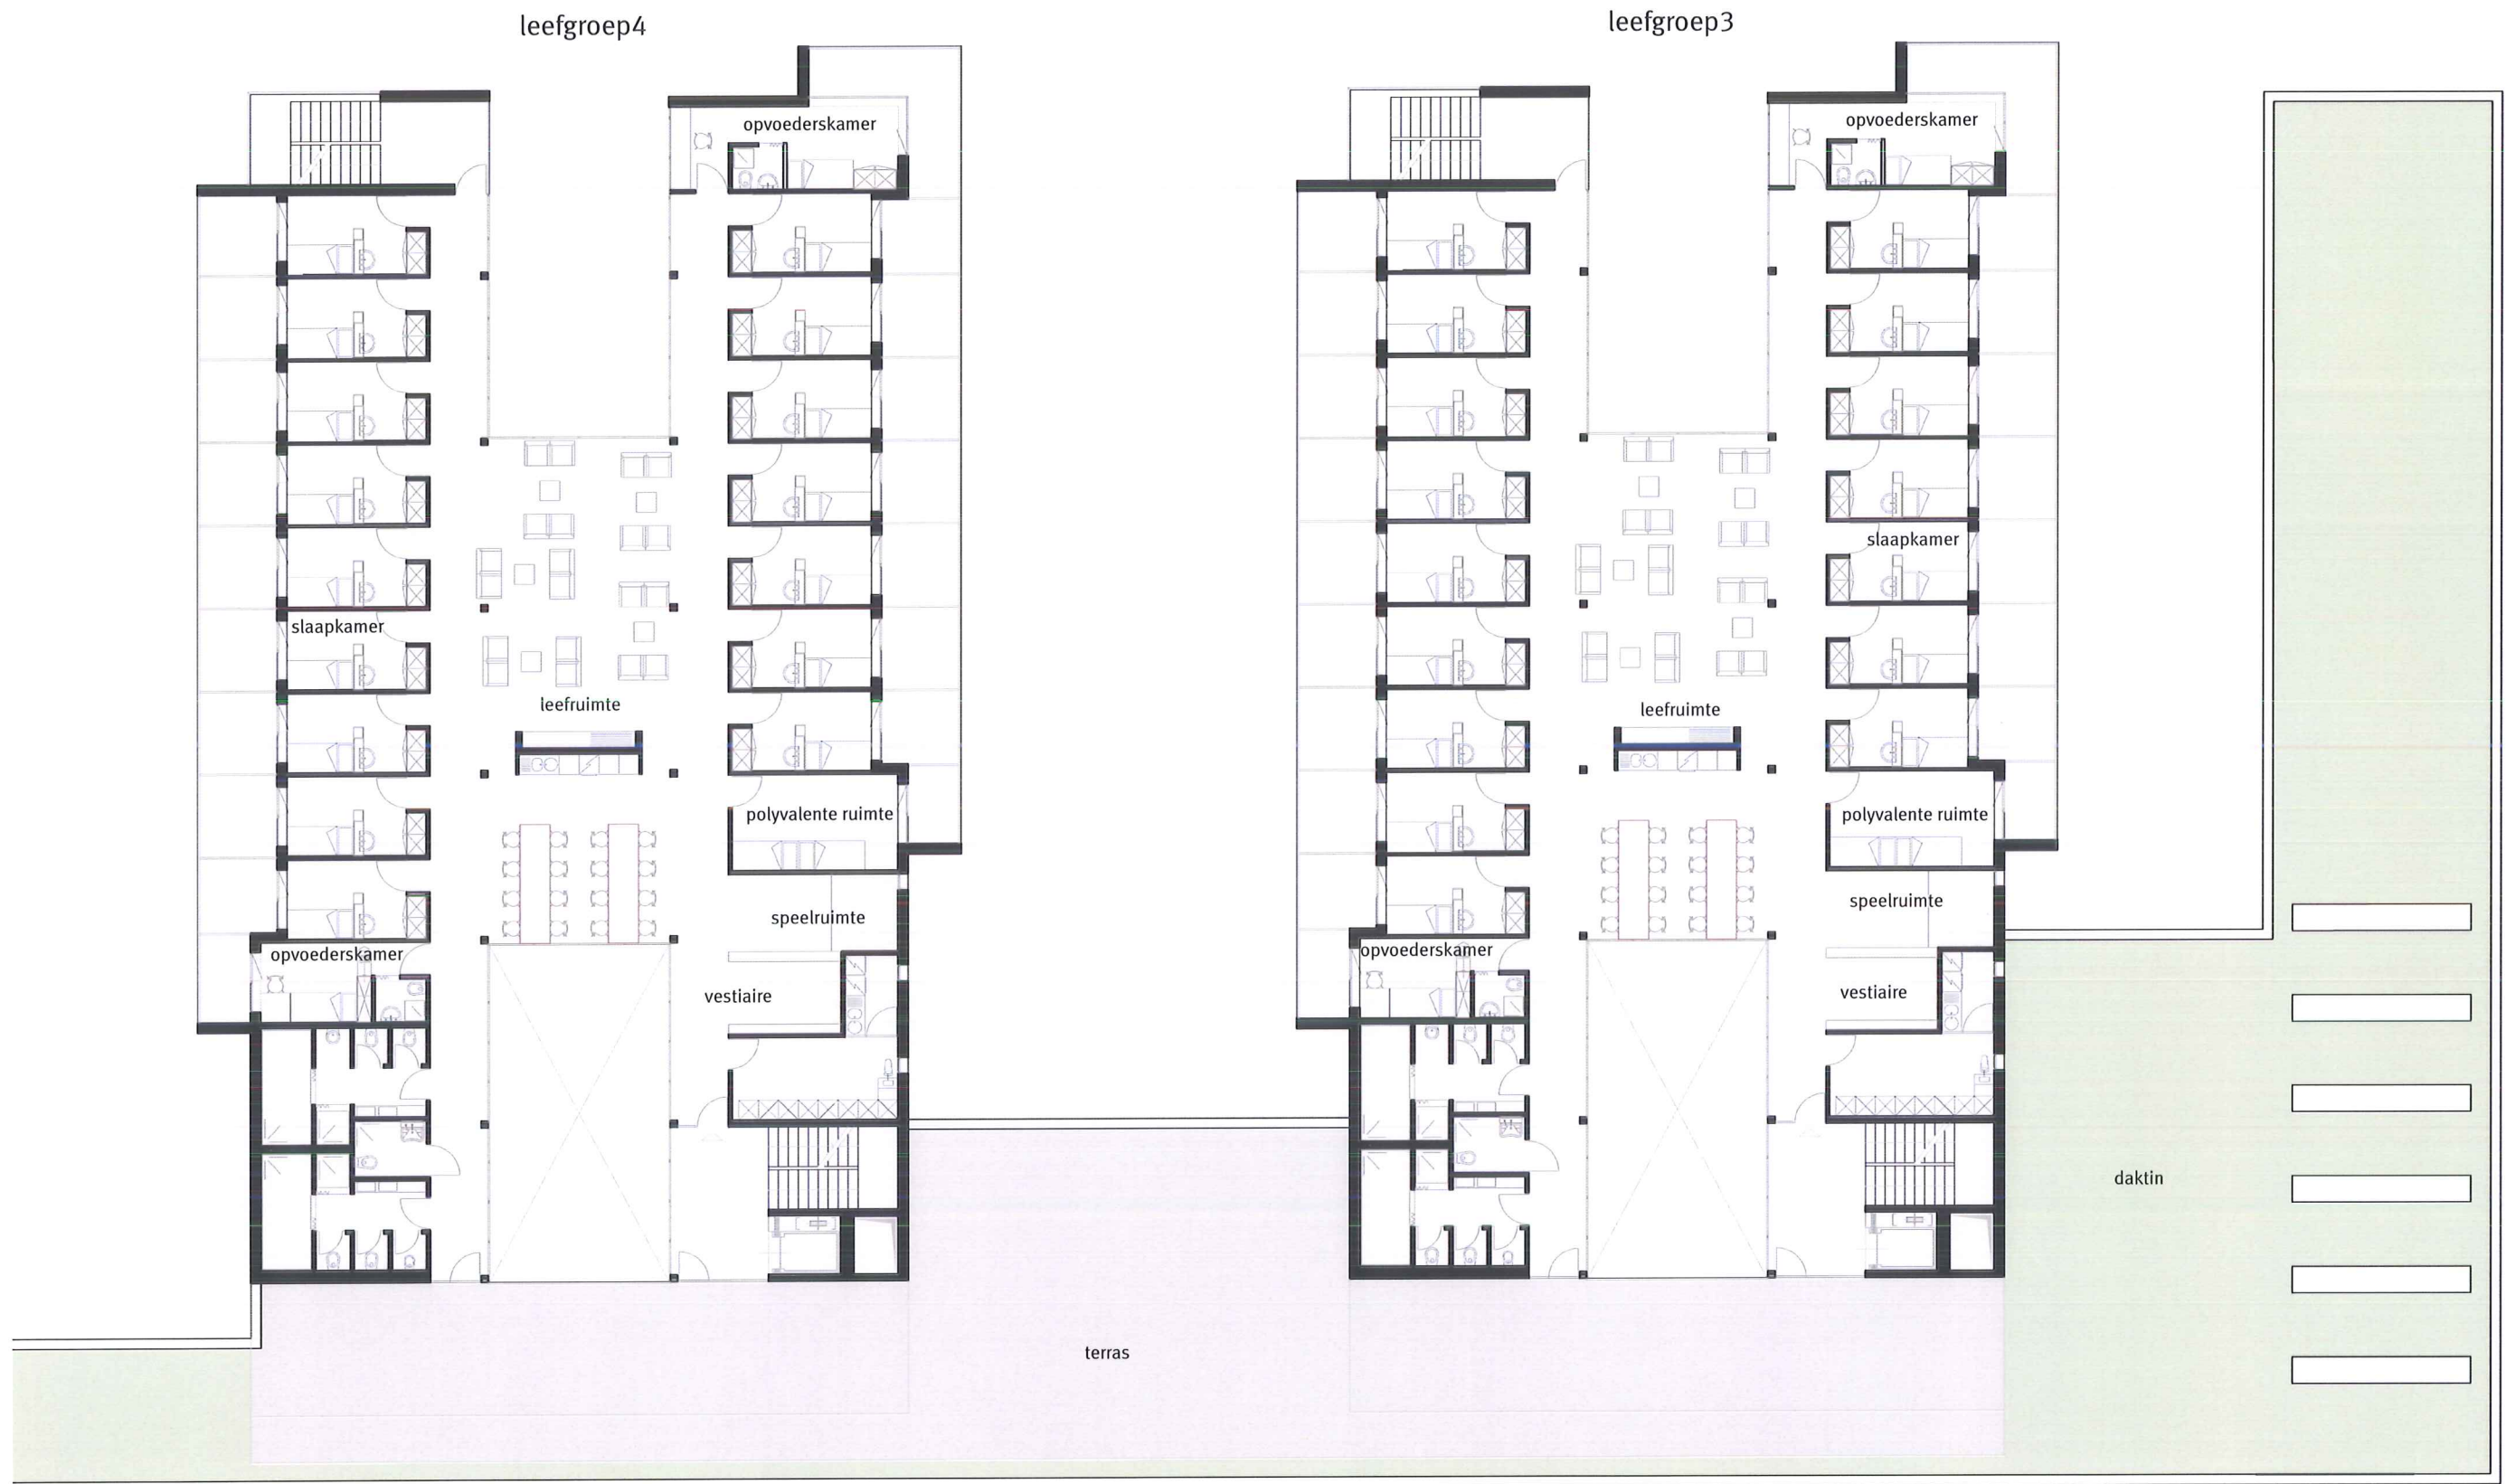 leefgroep4
leefgroep3
opvoederskamer
opvoederskamer
slaapkamer
slaapkamer
leefruimte
leefruimte
polyvalente ruimte
polyvalente ruimte
speelruimte
speelruimte
opvoederskamer
opvoederskamer
vestiaire
vestiaire
daktin
terras